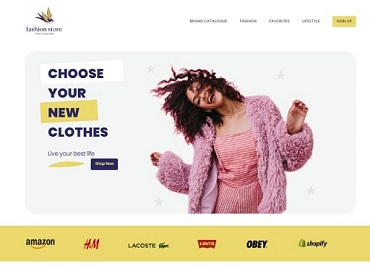 fashion store
BRAND CATALOGUE FASHION FAVORITES LIFESTYLE SIGN UP
CHOOSE
YOUR
NEW
CLOTHES
Live your best life
Shop Now
amazon H&M LACOSTE Levi's OBEY shopify